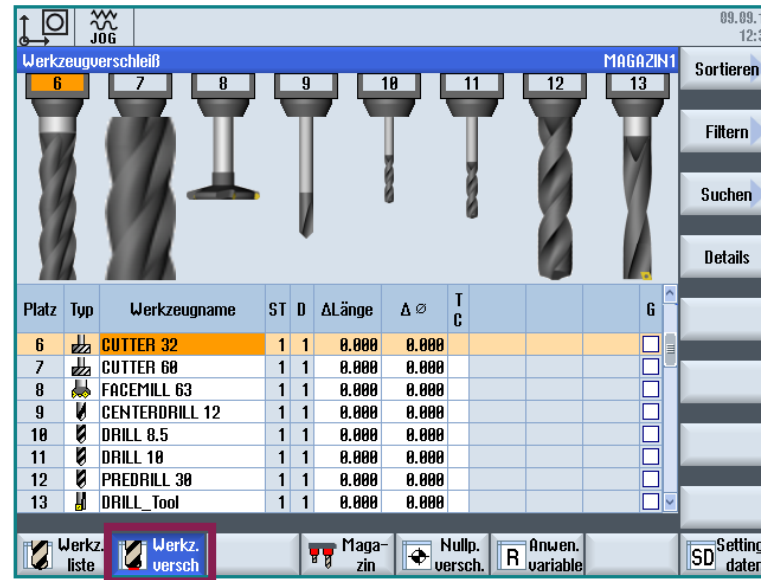 09.09.1
12:3
JOG
Werkzeugverschleiß MAGAZIN1
6 7 8 9 10 11 12 13
Sortieren
Filtern
Suchen
Details
Platz Typ Werkzeugname ST D ΔLänge Δ ∅ T C G
6 CUTTER 32 1 1 0.000 0.000
7 CUTTER 60 1 1 0.000 0.000
8 FACEMILL 63 1 1 0.000 0.000
9 CENTERDRILL 12 1 1 0.000 0.000
10 DRILL 8.5 1 1 0.000 0.000
11 DRILL 10 1 1 0.000 0.000
12 PREDRILL 30 1 1 0.000 0.000
13 DRILL_Tool 1 1 0.000 0.000
Werkz. liste
Werkz. versch
Maga- zin
Nullp. versch.
R Anwen. variable
SD Setting daten